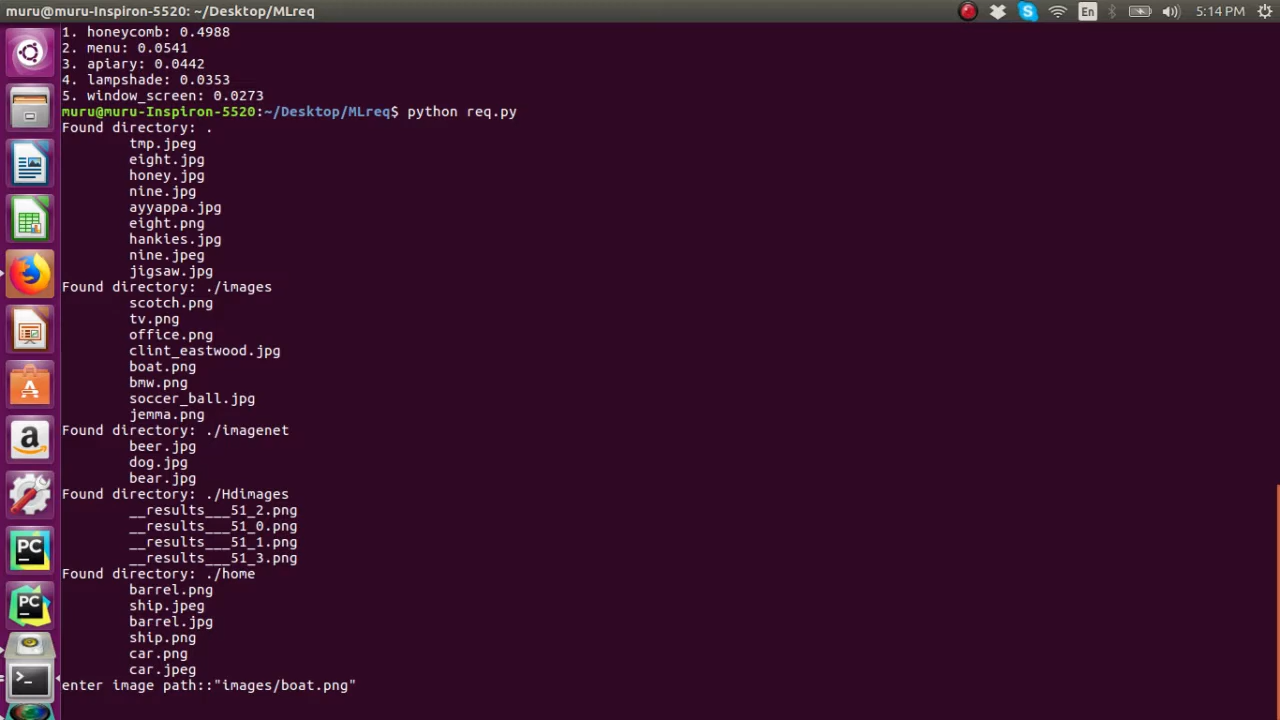 muru@muru-Inspiron-5520: ~/Desktop/MLreq
En
5:14 PM
1. honeycomb: 0.4988
2. menu: 0.0541
3. apiary: 0.0442
4. lampshade: 0.0353
5. window_screen: 0.0273
muru@muru-Inspiron-5520:~/Desktop/MLreq$ python req.py
Found directory: .
tmp.jpeg
eight.jpg
honey.jpg
nine.jpg
ayyappa.jpg
eight.png
hankies.jpg
nine.jpeg
jigsaw.jpg
Found directory: ./images
scotch.png
tv.png
office.png
clint_eastwood.jpg
boat.png
bmw.png
soccer_ball.jpg
jemma.png
Found directory: ./imagenet
beer.jpg
dog.jpg
bear.jpg
Found directory: ./Hdimages
__results___51_2.png
__results___51_0.png
__results___51_1.png
__results___51_3.png
Found directory: ./home
barrel.png
ship.jpeg
barrel.jpg
ship.png
car.png
car.jpeg
enter image path::"images/boat.png"
PC
PC